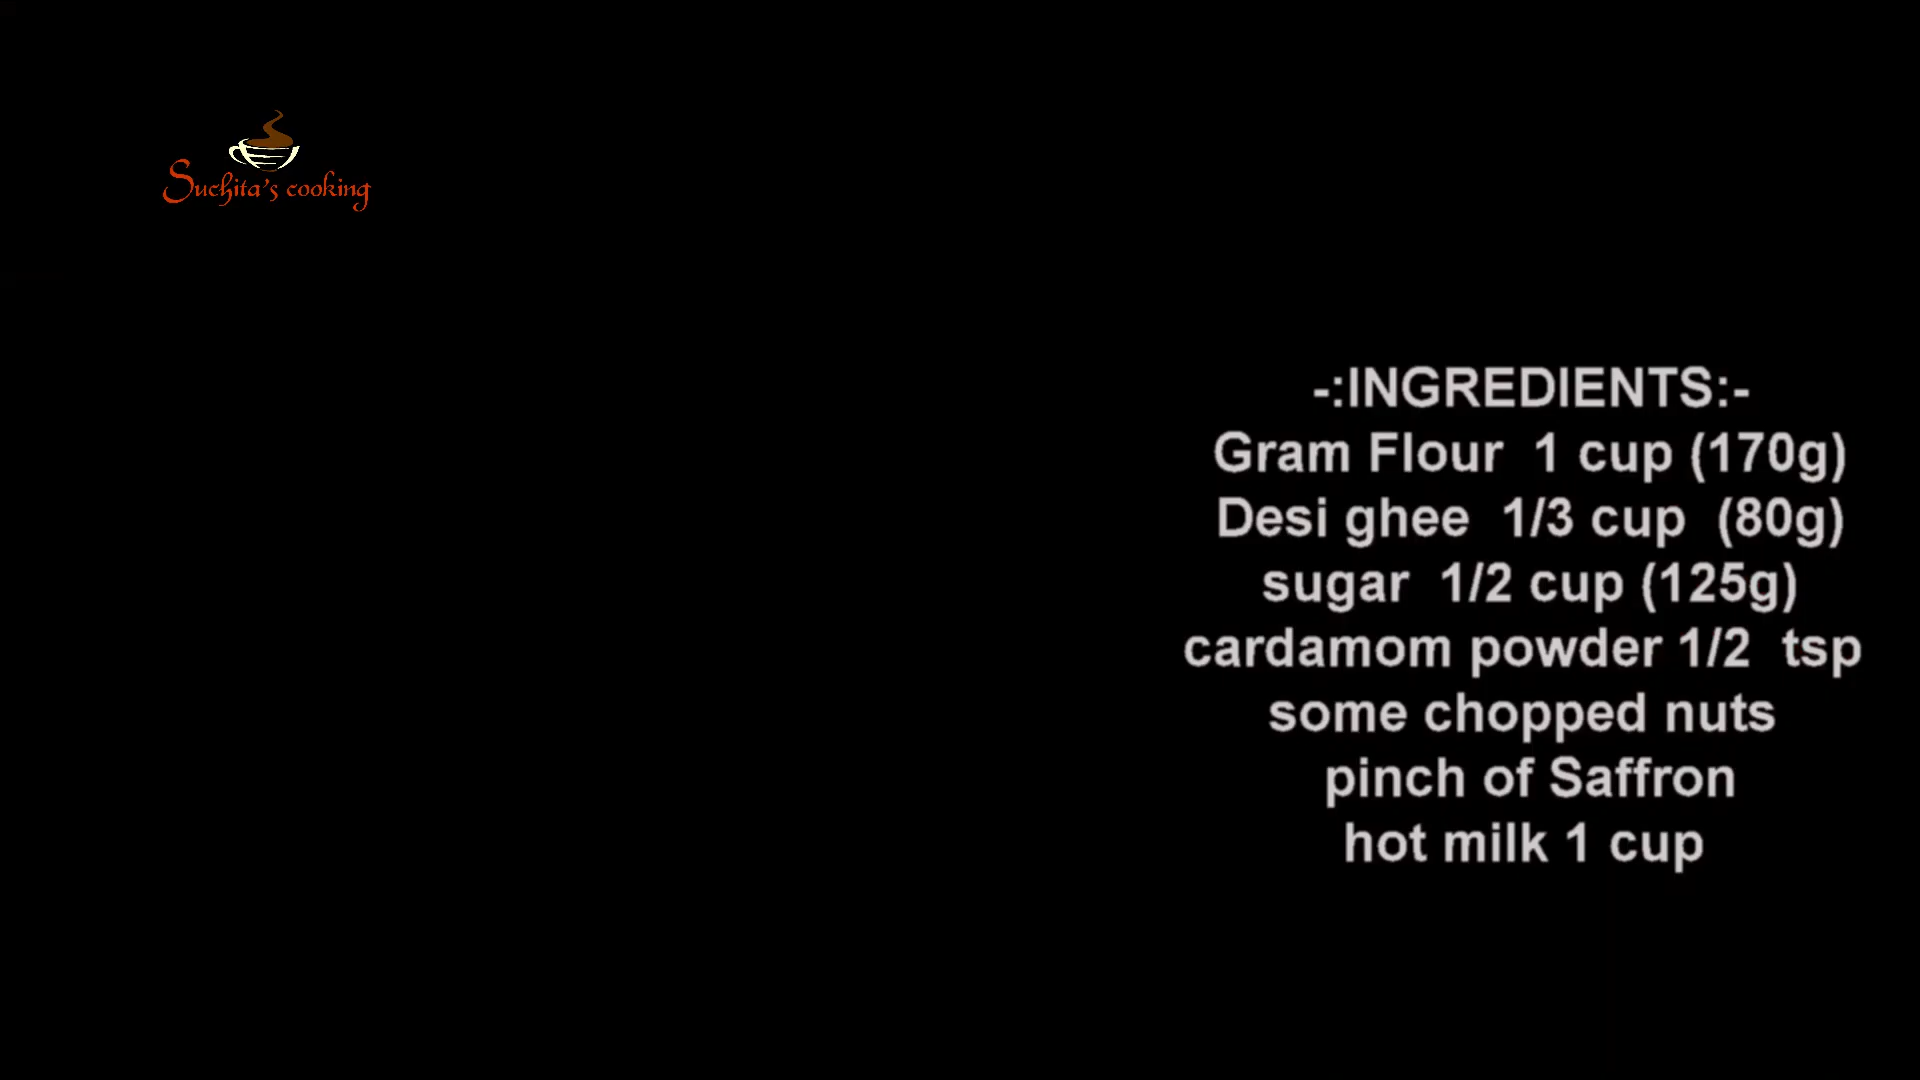 Suchita's cooking
-:INGREDIENTS:-
Gram Flour 1 cup (170g)
Desi ghee 1/3 cup (80g)
sugar 1/2 cup (125g)
cardamom powder 1/2 tsp
some chopped nuts
pinch of Saffron
hot milk 1 cup